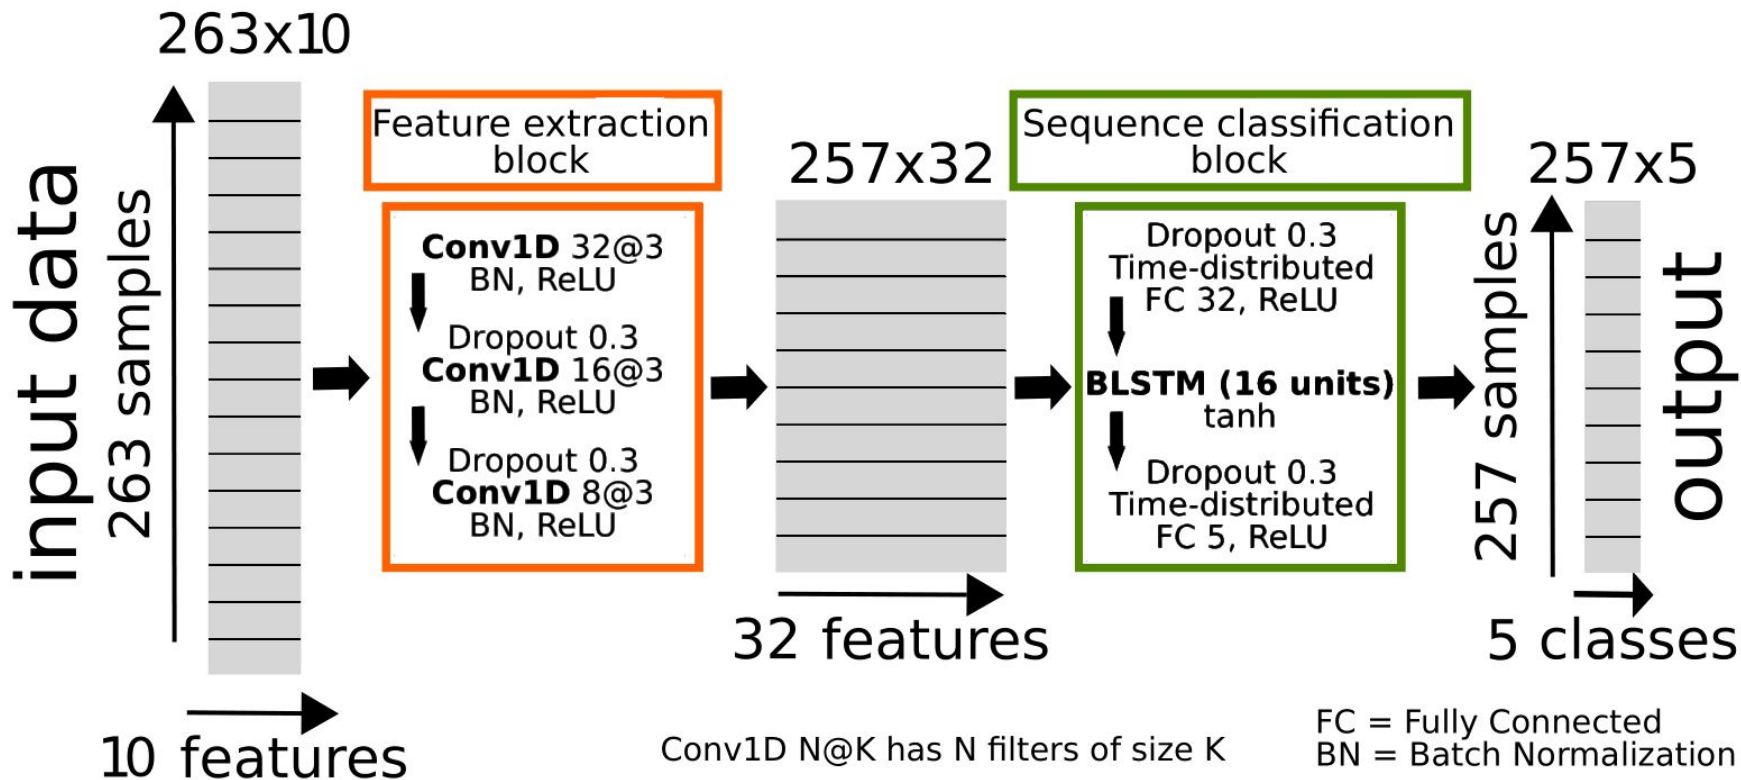 263x10
input data
263 samples
10 features
Feature extraction
block
Conv1D 32@3
BN, ReLU
Dropout 0.3
Conv1D 16@3
BN, ReLU
Dropout 0.3
Conv1D 8@3
BN, ReLU
257x32
32 features
Sequence classification
block
Dropout 0.3
Time-distributed
FC 32, ReLU
BLSTM (16 units)
tanh
Dropout 0.3
Time-distributed
FC 5, ReLU
257x5
257 samples
output
5 classes
Conv1D N@K has N filters of size K
FC = Fully Connected
BN = Batch Normalization